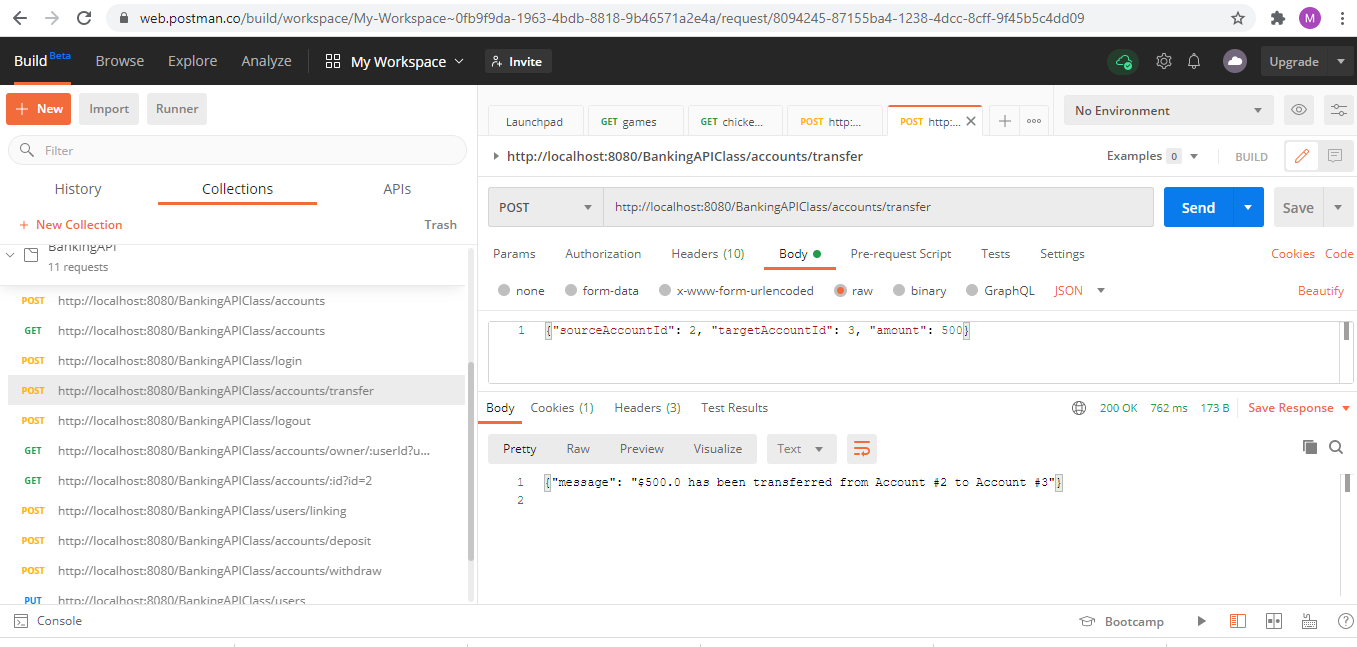 web.postman.co/build/workspace/My-Workspace~0fb9f9da-1963-4bdb-8818-9b46571a2e4a/request/8094245-87155ba4-1238-4dcc-8cff-9f45b5c4dd09
M
Build Beta Browse Explore Analyze My Workspace Invite Upgrade
New Import Runner
Filter
History Collections APIs
New Collection Trash
BankingAPI
11 requests
POST http://localhost:8080/BankingAPIClass/accounts
GET http://localhost:8080/BankingAPIClass/accounts
POST http://localhost:8080/BankingAPIClass/login
POST http://localhost:8080/BankingAPIClass/accounts/transfer
POST http://localhost:8080/BankingAPIClass/logout
GET http://localhost:8080/BankingAPIClass/accounts/owner/:userId?u...
GET http://localhost:8080/BankingAPIClass/accounts/:id?id=2
POST http://localhost:8080/BankingAPIClass/users/linking
POST http://localhost:8080/BankingAPIClass/accounts/deposit
POST http://localhost:8080/BankingAPIClass/accounts/withdraw
PUT http://localhost:8080/BankingAPIClass/users
Launchpad GET games GET chicke... POST http:... POST http:... No Environment
http://localhost:8080/BankingAPIClass/accounts/transfer Examples 0 BUILD
POST http://localhost:8080/BankingAPIClass/accounts/transfer Send Save
Params Authorization Headers (10) Body Pre-request Script Tests Settings Cookies Code
none form-data x-www-form-urlencoded raw binary GraphQL JSON Beautify
1 {"sourceAccountId": 2, "targetAccountId": 3, "amount": 500}
Body Cookies (1) Headers (3) Test Results 200 OK 762 ms 173 B Save Response
Pretty Raw Preview Visualize Text
1 {"message": "$500.0 has been transferred from Account #2 to Account #3"}
2
Console Bootcamp